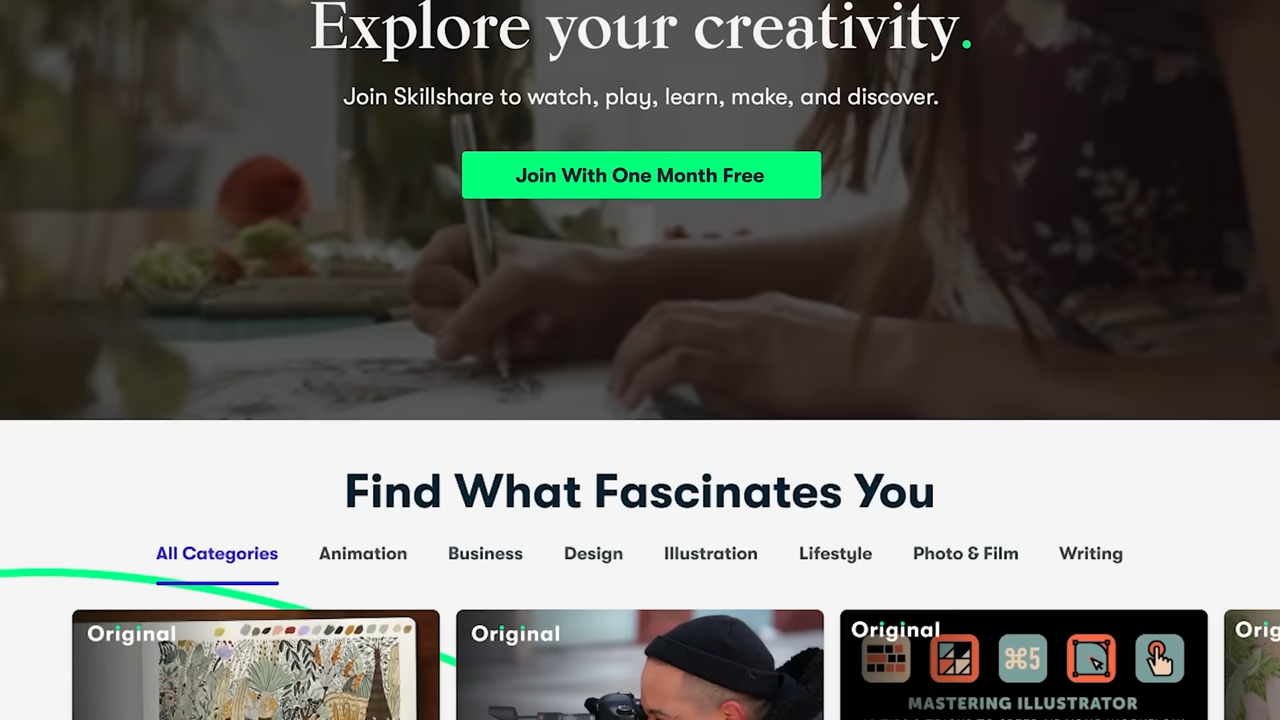 Explore your creativity.
Join Skillshare to watch, play, learn, make, and discover.
Join With One Month Free
Find What Fascinates You
All Categories Animation Business Design Illustration Lifestyle Photo & Film Writing
Original Original Original
⌘5
MASTERING ILLUSTRATOR